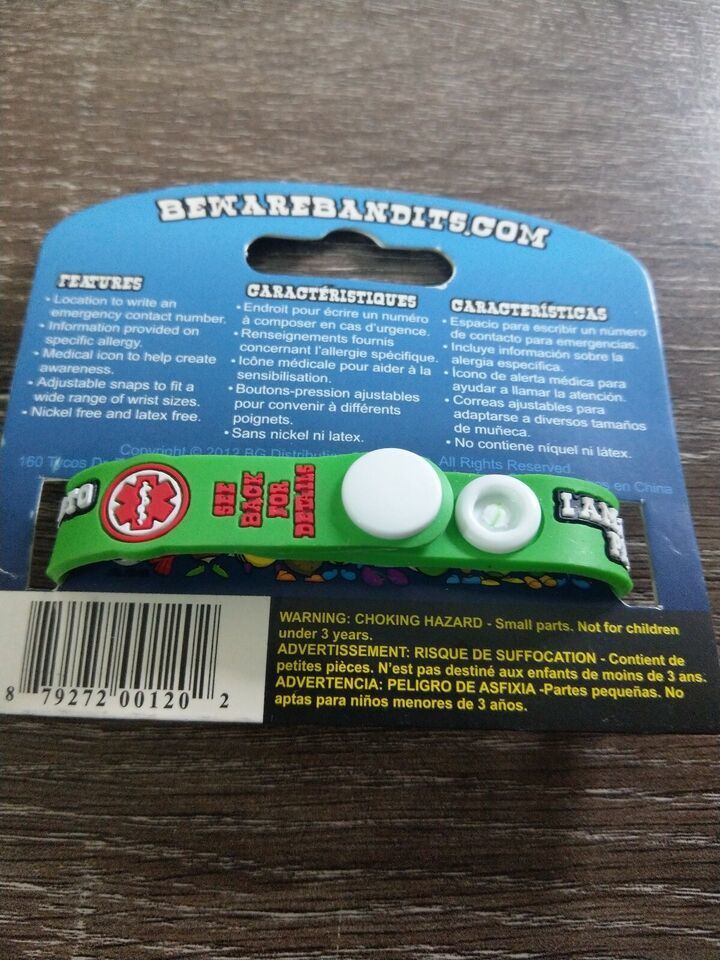 BEWAREBANDITS.COM
FEATURES
• Location to write an
emergency contact number.
• Information provided on
specific allergy.
• Medical icon to help create
awareness.
• Adjustable snaps to fit a
wide range of wrist sizes.
• Nickel free and latex free.
CARACTÉRISTIQUES
• Endroit pour écrire un numéro
à composer en cas d'urgence.
• Renseignements fournis
concernant l'allergie spécifique.
• Icône médicale pour aider à la
sensibilisation.
• Boutons-pression ajustables
pour convenir à différents
poignets.
• Sans nickel ni latex.
CARACTERÍSTICAS
• Espacio para escribir un número
de contacto para emergencias.
• Incluye información sobre la
alergia específica.
• Ícono de alerta médica para
ayudar a llamar la atención.
• Correas ajustables para
adaptarse a diversos tamaños
de muñeca.
• No contiene níquel ni látex.
Copyright © 2012 BG Distribution All Rights Reserved
160 Tycos en China
SEE
BACK
FOR
DETAILS
I AM
WARNING: CHOKING HAZARD - Small parts. Not for children
under 3 years.
ADVERTISSEMENT: RISQUE DE SUFFOCATION - Contient de
petites pièces. N'est pas destiné aux enfants de moins de 3 ans.
ADVERTENCIA: PELIGRO DE ASFIXIA -Partes pequeñas. No
aptas para niños menores de 3 años.
8 79272 00120 2